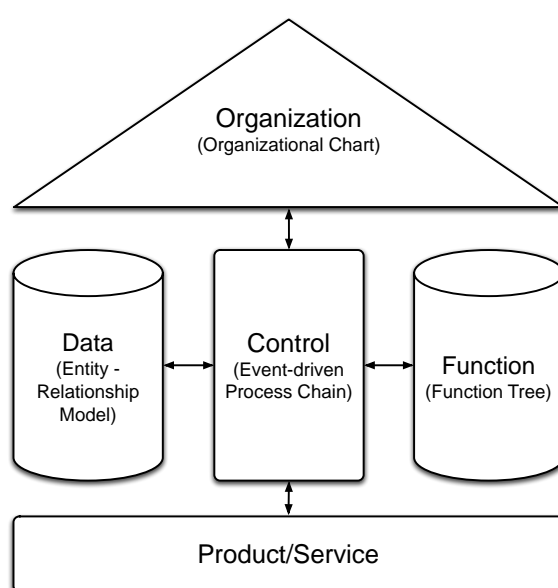 Organization
(Organizational Chart)
Data
(Entity -
Relationship
Model)
Control
(Event-driven
Process Chain)
Function
(Function Tree)
Product/Service